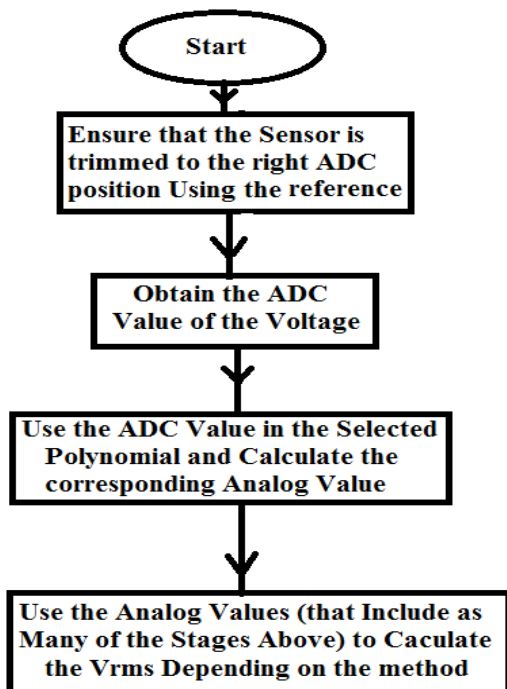 Start
Ensure that the Sensor is
trimmed to the right ADC
position Using the reference
Obtain the ADC
Value of the Voltage
Use the ADC Value in the Selected
Polynomial and Calculate the
corresponding Analog Value
Use the Analog Values (that Include as
Many of the Stages Above) to Caculate
the Vrms Depending on the method